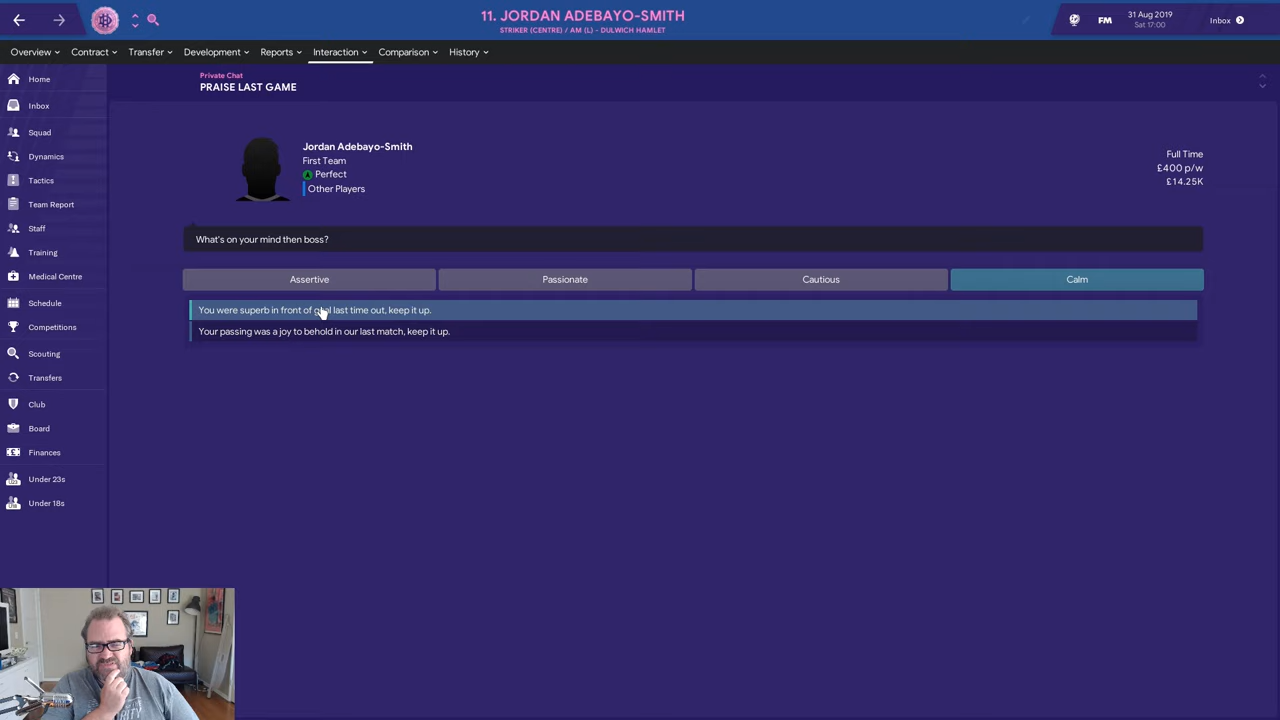 11. JORDAN ADEBAYO-SMITH
STRIKER (CENTRE) / AM (L) - DULWICH HAMLET
FM
31 Aug 2019
Sat 17:00
Inbox
Overview
Contract
Transfer
Development
Reports
Interaction
Comparison
History
Private Chat
PRAISE LAST GAME
Home
Inbox
Squad
Dynamics
Tactics
Team Report
Staff
Training
Medical Centre
Schedule
Competitions
Scouting
Transfers
Club
Board
Finances
Under 23s
Under 18s
Jordan Adebayo-Smith
First Team
Perfect
Other Players
Full Time
£400 p/w
£14.25K
What's on your mind then boss?
Assertive
Passionate
Cautious
Calm
You were superb in front of goal last time out, keep it up.
Your passing was a joy to behold in our last match, keep it up.